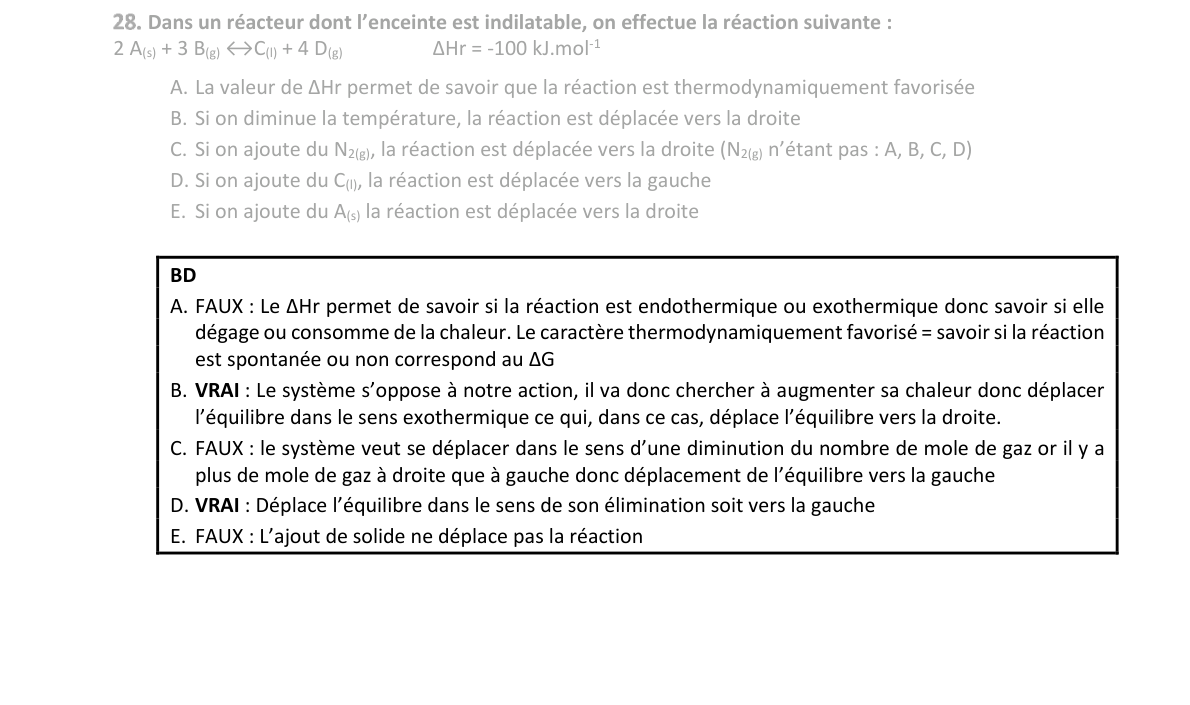 28. Dans un réacteur dont l’enceinte est indilatable, on effectue la réaction suivante :
2 A(s) + 3 B(g) ↔C(l) + 4 D(g) ΔHr = -100 kJ.mol-1
A. La valeur de ΔHr permet de savoir que la réaction est thermodynamiquement favorisée
B. Si on diminue la température, la réaction est déplacée vers la droite
C. Si on ajoute du N2(g), la réaction est déplacée vers la droite (N2(g) n’étant pas : A, B, C, D)
D. Si on ajoute du C(l), la réaction est déplacée vers la gauche
E. Si on ajoute du A(s) la réaction est déplacée vers la droite
BD
A. FAUX : Le ΔHr permet de savoir si la réaction est endothermique ou exothermique donc savoir si elle
dégage ou consomme de la chaleur. Le caractère thermodynamiquement favorisé = savoir si la réaction
est spontanée ou non correspond au ΔG
B. VRAI : Le système s’oppose à notre action, il va donc chercher à augmenter sa chaleur donc déplacer
l’équilibre dans le sens exothermique ce qui, dans ce cas, déplace l’équilibre vers la droite.
C. FAUX : le système veut se déplacer dans le sens d’une diminution du nombre de mole de gaz or il y a
plus de mole de gaz à droite que à gauche donc déplacement de l’équilibre vers la gauche
D. VRAI : Déplace l’équilibre dans le sens de son élimination soit vers la gauche
E. FAUX : L’ajout de solide ne déplace pas la réaction